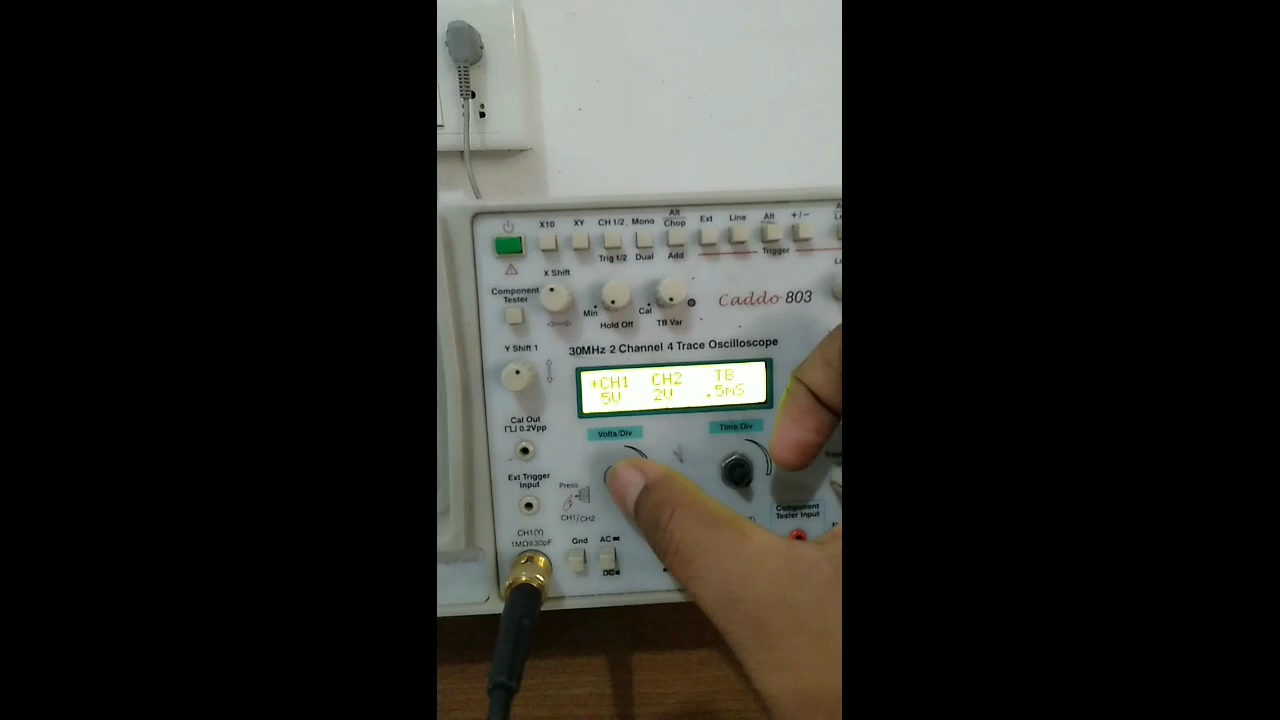 X10 XY CH 1/2 Mono Alt Chop Ext Line Alt +/-
Trig 1/2 Dual Add Trigger
X Shift
Component
Tester
Min Cal
Hold Off TB Var
Caddo 803
Y Shift 1
30MHz 2 Channel 4 Trace Oscilloscope
+CH1 CH2 TB
5V 2V .5mS
Cal Out
0.2Vpp
Volts/Div Time/Div
Ext Trigger
Input
Press
CH1/CH2
Component
Tester Input
CH1(Y)
1MΩ||30pF
Gnd AC
DC